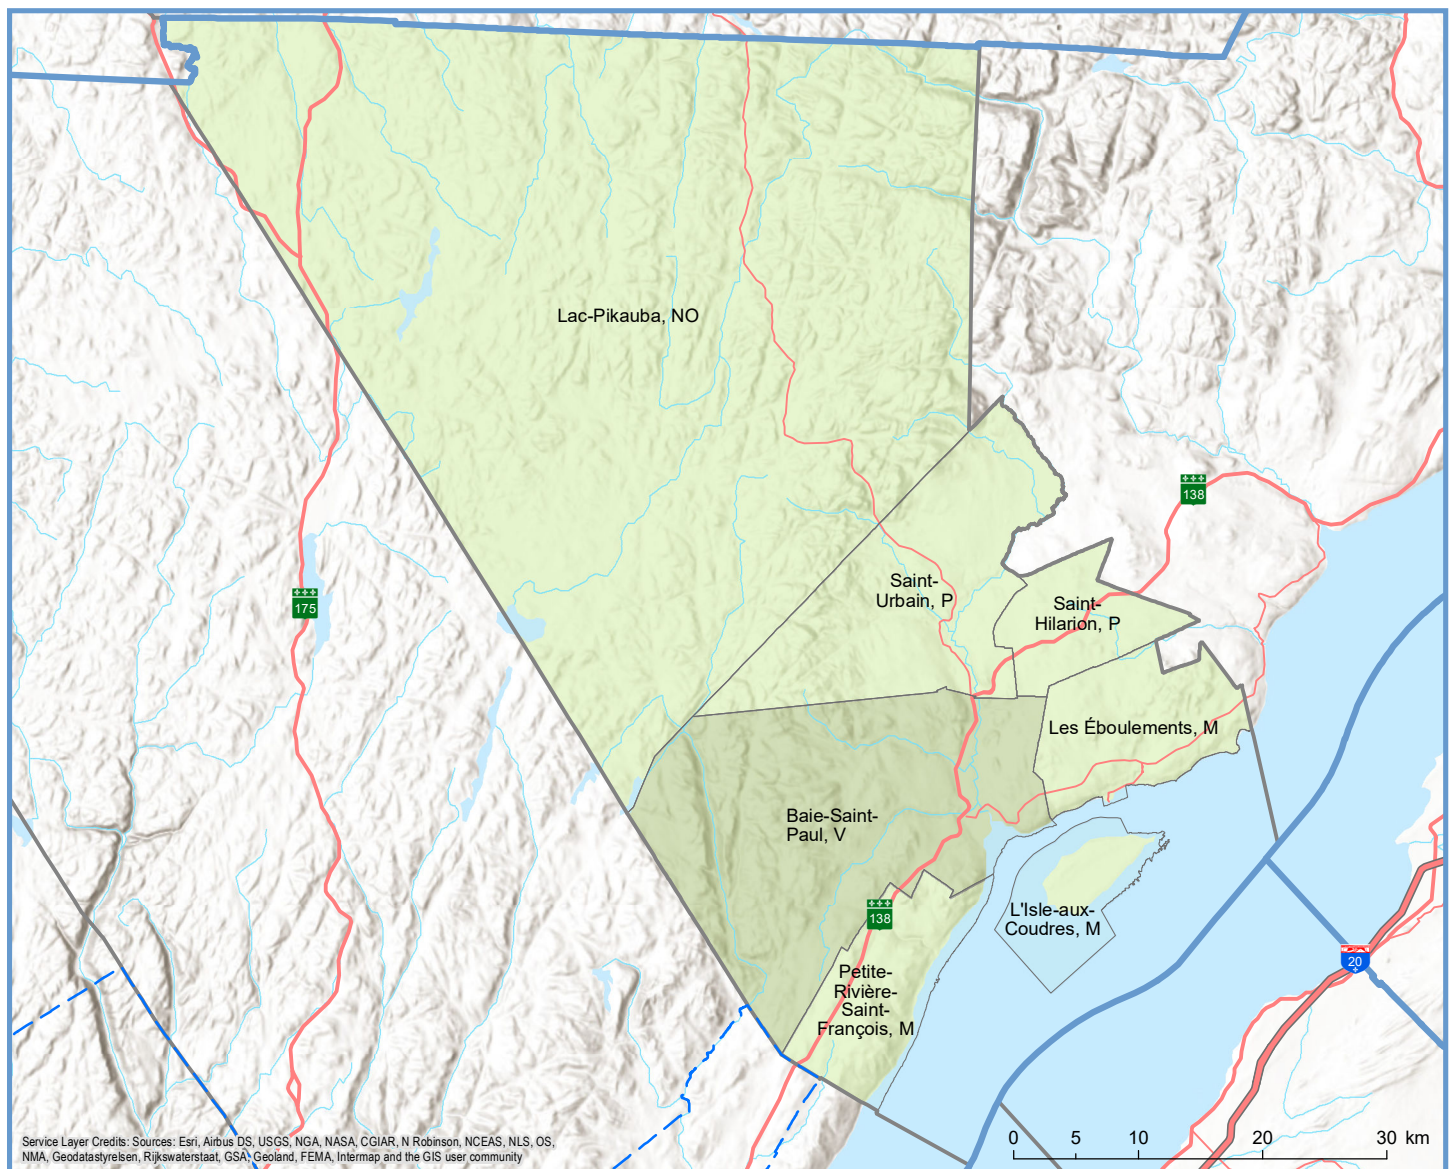 Lac-Pikauba, NO
138
Saint-
Urbain, P
175
Saint-
Hilarion, P
Les Éboulements, M
Baie-Saint-
Paul, V
138
L'Isle-aux-
Coudres, M
20
Petite-
Rivière-
Saint-
François, M
0 5 10 20 30 km
Service Layer Credits: Sources: Esri, Airbus DS, USGS, NGA, NASA, CGIAR, N Robinson, NCEAS, NLS, OS,
NMA, Geodatastyrelsen, Rijkswaterstaat, GSA, Geoland, FEMA, Intermap and the GIS user community